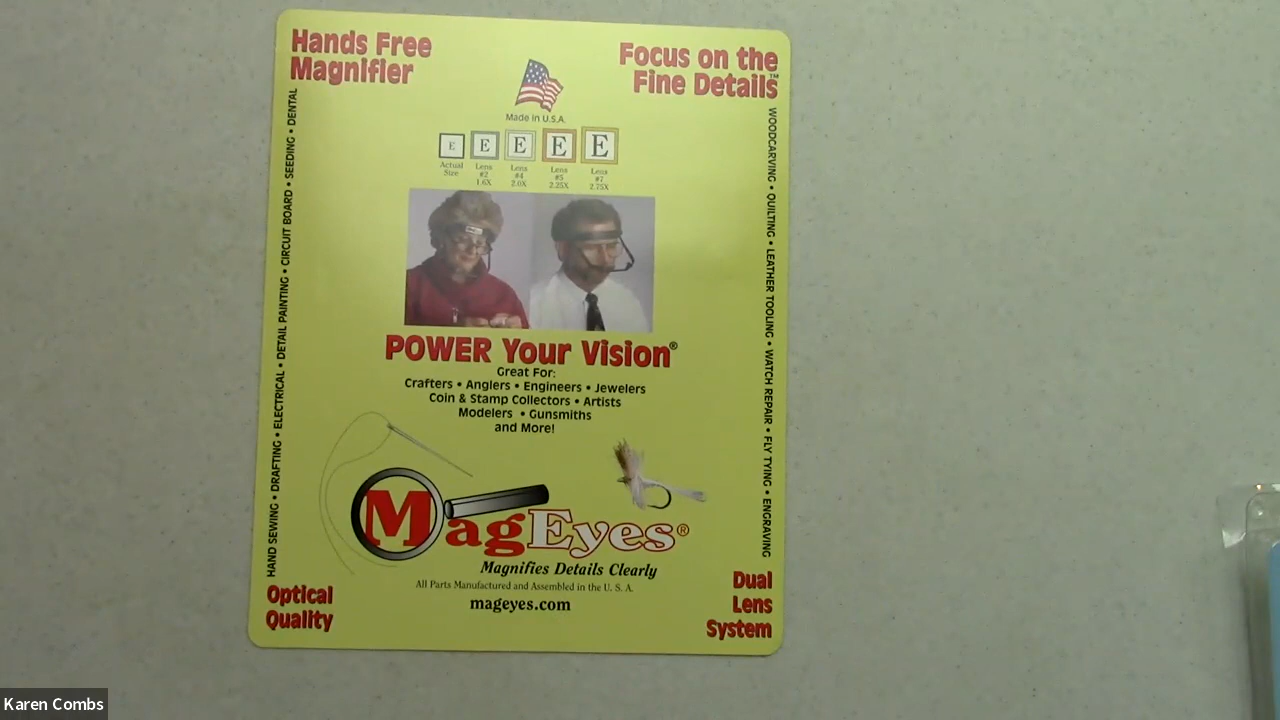 Hands Free
Magnifier
Focus on the
Fine Details™
Made in U.S.A.
E E E E E
Actual
Size
Lens
#2
1.6X
Lens
#4
2.0X
Lens
#5
2.25X
Lens
#7
2.75X
HAND SEWING • DRAFTING • ELECTRICAL • DETAIL PAINTING • CIRCUIT BOARD • SEEDING • DENTAL
WOODCARVING • QUILTING • LEATHER TOOLING • WATCH REPAIR • FLY TYING • ENGRAVING
POWER Your Vision®
Great For:
Crafters • Anglers • Engineers • Jewelers
Coin & Stamp Collectors • Artists
Modelers • Gunsmiths
and More!
MagEyes®
Magnifies Details Clearly
All Parts Manufactured and Assembled in the U. S. A.
mageyes.com
Optical
Quality
Dual
Lens
System
Karen Combs